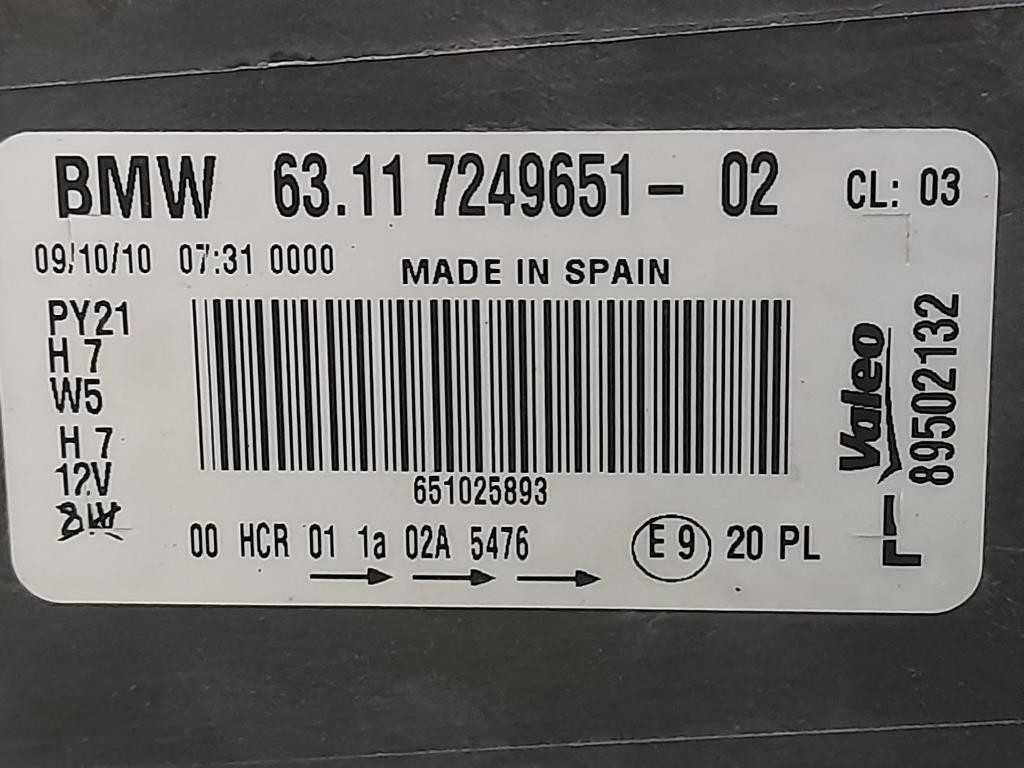 BMW 63.11 7249651- 02 CL: 03
09/10/10 07:31 0000
MADE IN SPAIN
PY21
H 7
W5
H 7
12V
651025893
00 HCR 01 1a 02A 5476
E 9 20 PL
Valeo
89502132
L